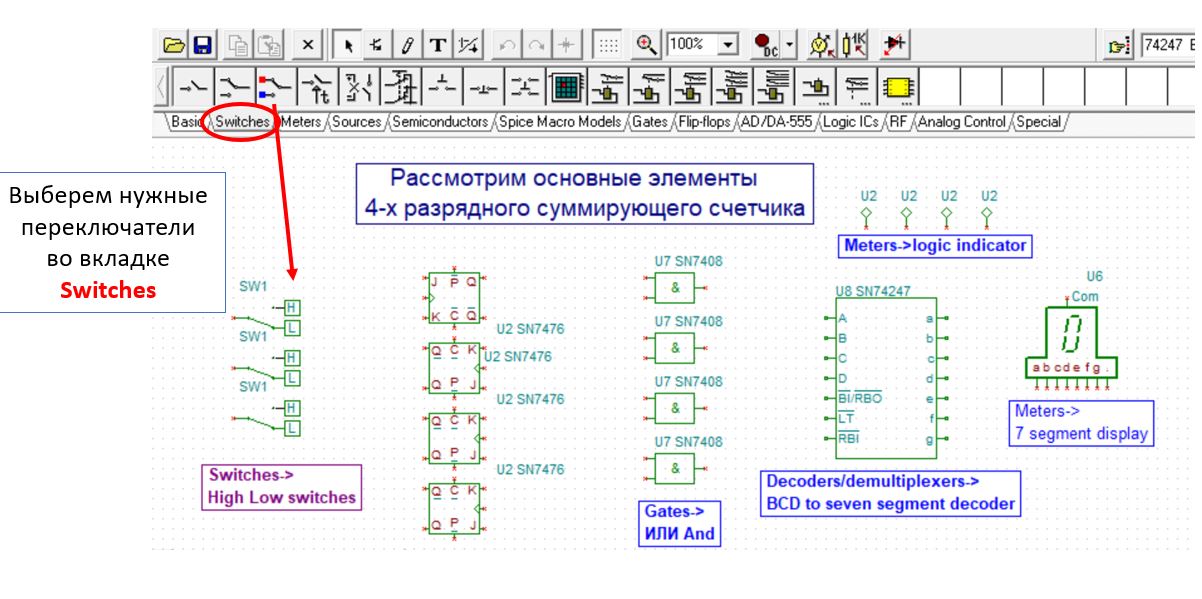 T
100%
DC
1K
74247
t
Basic
Switches
Meters
Sources
Semiconductors
Spice Macro Models
Gates
Flip-flops
AD/DA-555
Logic ICs
RF
Analog Control
Special
Выберем нужные
переключатели
во вкладке
Switches
Рассмотрим основные элементы
4-х разрядного суммирующего счетчика
U2 U2 U2 U2
Meters->logic indicator
SW1
H
L
SW1
H
L
SW1
H
L
Switches->
High Low switches
J P Q
K C Q
U2 SN7476
Q C K
Q P J
U2 SN7476
Q C K
Q P J
U2 SN7476
Q C K
Q P J
U2 SN7476
U7 SN7408
&
U7 SN7408
&
U7 SN7408
&
U7 SN7408
&
Gates->
ИЛИ And
U8 SN74247
A a
B b
C c
D d
BI/RBO e
LT f
RBI g
Decoders/demultiplexers->
BCD to seven segment decoder
U6
Com
0
a b c d e f g .
Meters->
7 segment display